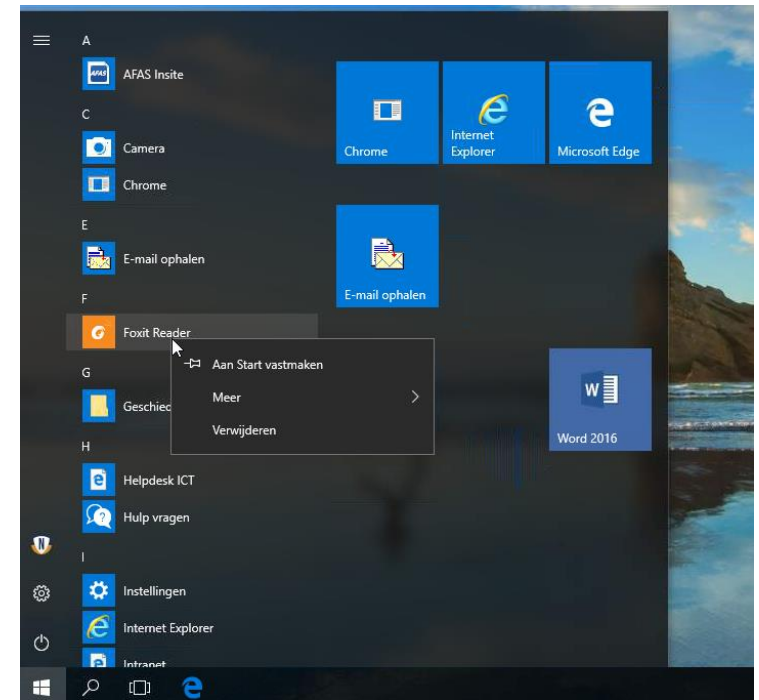 A
AFAS Insite
C
Camera
Chrome
E
E-mail ophalen
F
Foxit Reader
G
H
Helpdesk ICT
Hulp vragen
I
Instellingen
Internet Explorer
Intranet
Chrome
Internet
Explorer
Microsoft Edge
E-mail ophalen
Word 2016
Aan Start vastmaken
Meer
Verwijderen